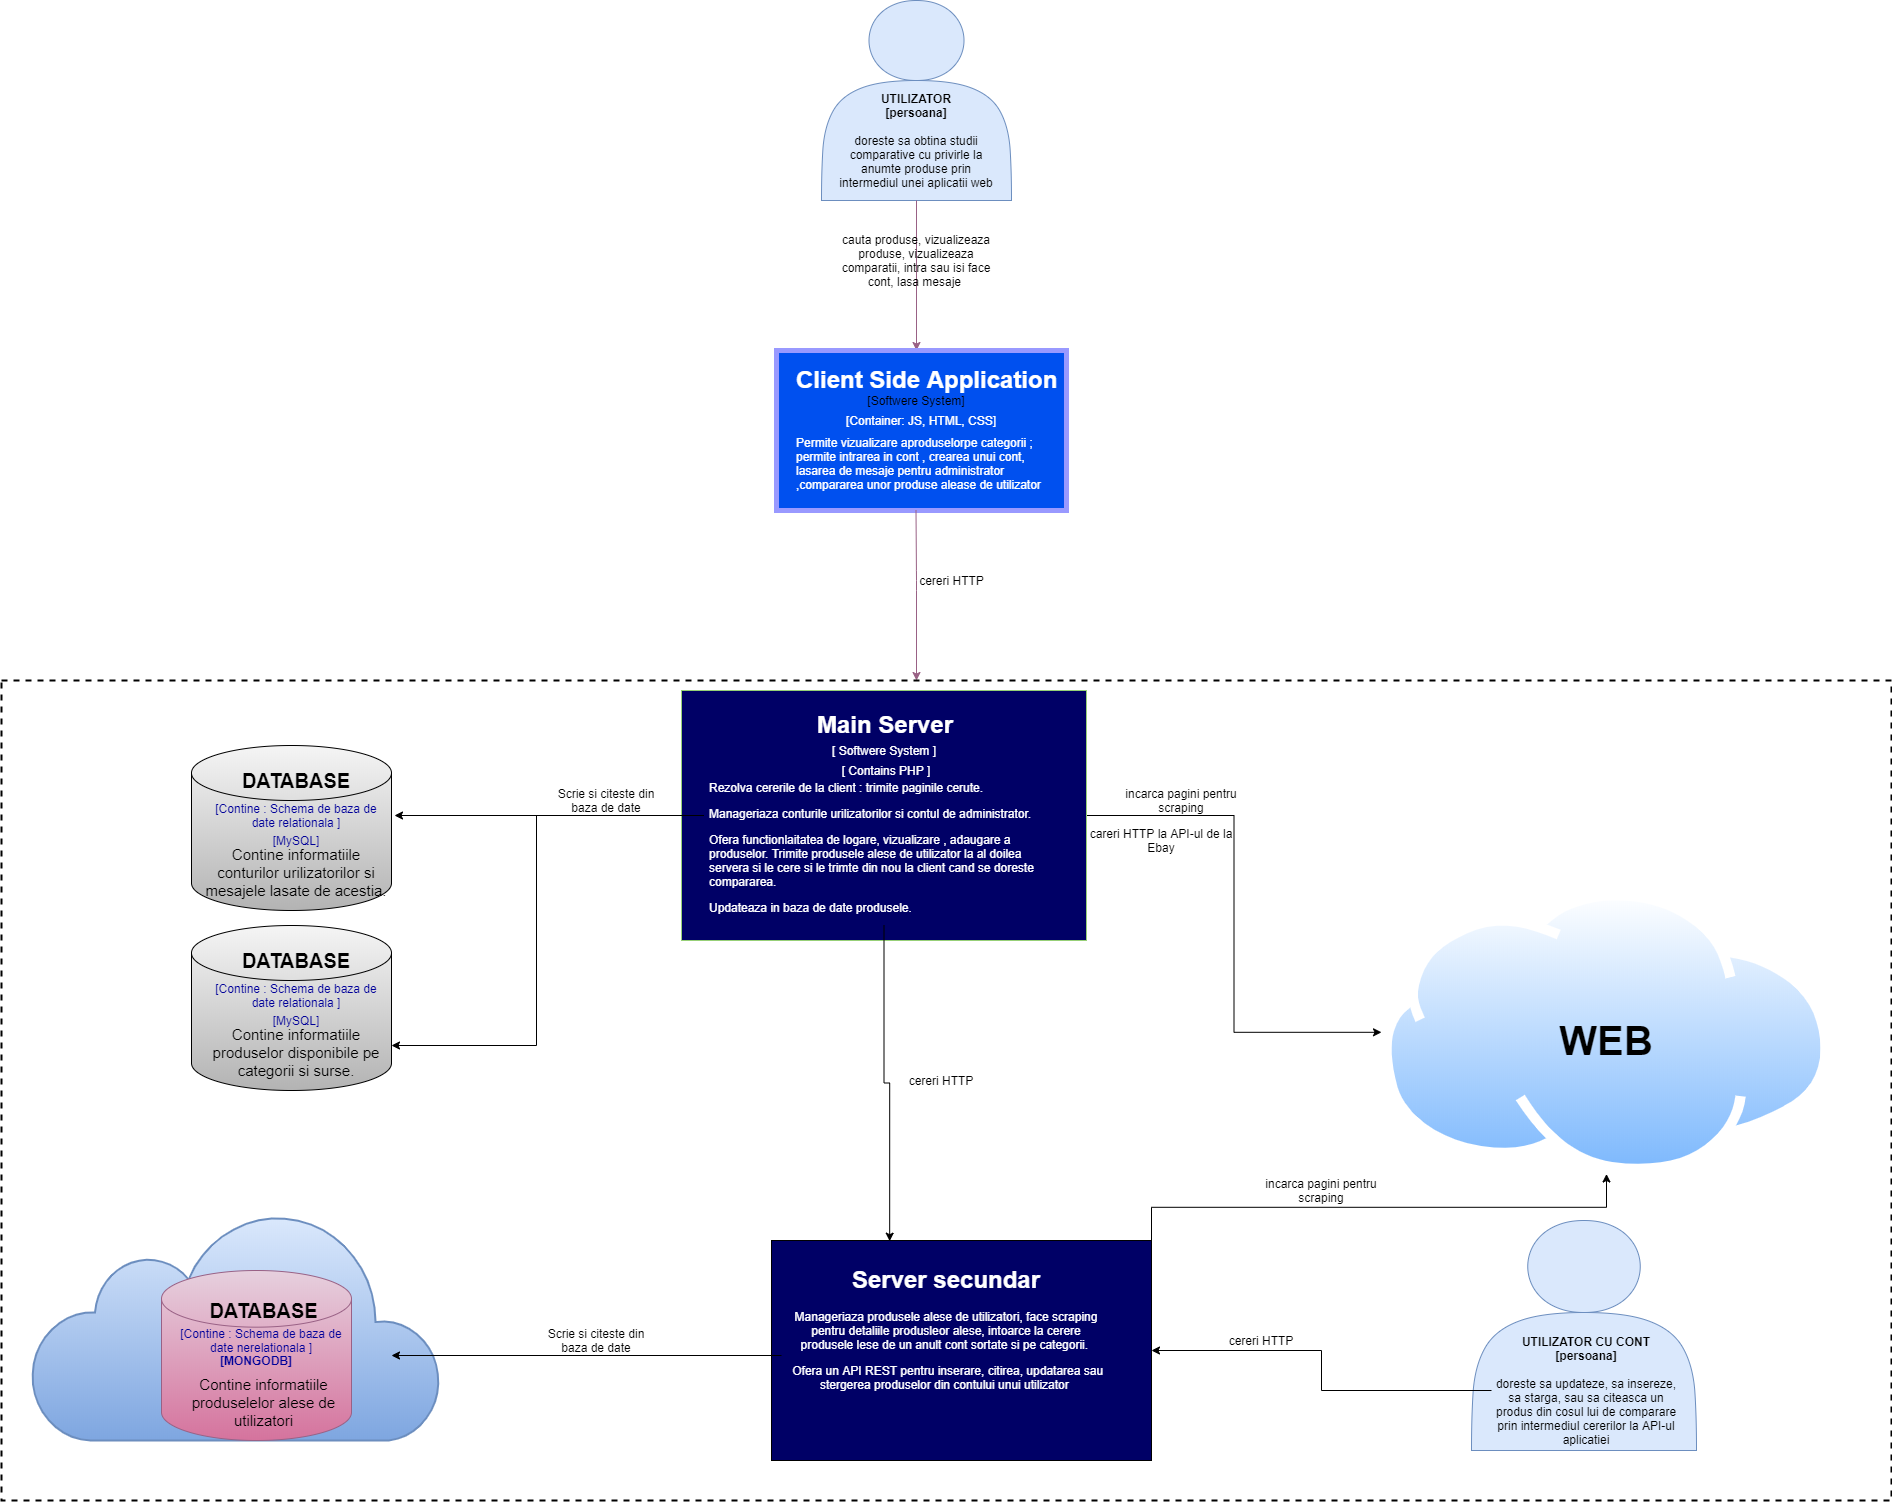 UTILIZATOR
[persoana]
doreste sa obtina studii
comparative cu privirle la
anumte produse prin
intermediul unei aplicatii web
cauta produse, vizualizeaza
produse, vizualizeaza
comparatii, intra sau isi face
cont, lasa mesaje
Client Side Application
[Softwere System]
[Container: JS, HTML, CSS]
Permite vizualizare aproduselorpe categorii ;
permite intrarea in cont , crearea unui cont,
lasarea de mesaje pentru administrator
,compararea unor produse alease de utilizator
cereri HTTP
Main Server
[ Softwere System ]
[ Contains PHP ]
Rezolva cererile de la client : trimite paginile cerute.
Manageriaza conturile urilizatorilor si contul de administrator.
Ofera functionlaitatea de logare, vizualizare , adaugare a
produselor. Trimite produsele alese de utilizator la al doilea
servera si le cere si le trimte din nou la client cand se doreste
compararea.
Updateaza in baza de date produsele.
Scrie si citeste din
baza de date
DATABASE
[Contine : Schema de baza de
date relationala ]
[MySQL]
Contine informatiile
conturilor urilizatorilor si
mesajele lasate de acestia.
DATABASE
[Contine : Schema de baza de
date relationala ]
[MySQL]
Contine informatiile
produselor disponibile pe
categorii si surse.
incarca pagini pentru
scraping
careri HTTP la API-ul de la
Ebay
WEB
cereri HTTP
incarca pagini pentru
scraping
Server secundar
Manageriaza produsele alese de utilizatori, face scraping
pentru detaliile produsleor alese, intoarce la cerere
produsele lese de un anult cont sortate si pe categorii.
Ofera un API REST pentru inserare, citirea, updatarea sau
stergerea produselor din contului unui utilizator
Scrie si citeste din
baza de date
DATABASE
[Contine : Schema de baza de
date nerelationala ]
[MONGODB]
Contine informatiile
produselelor alese de
utilizatori
cereri HTTP
UTILIZATOR CU CONT
[persoana]
doreste sa updateze, sa insereze,
sa starga, sau sa citeasca un
produs din cosul lui de comparare
prin intermediul cererilor la API-ul
aplicatiei